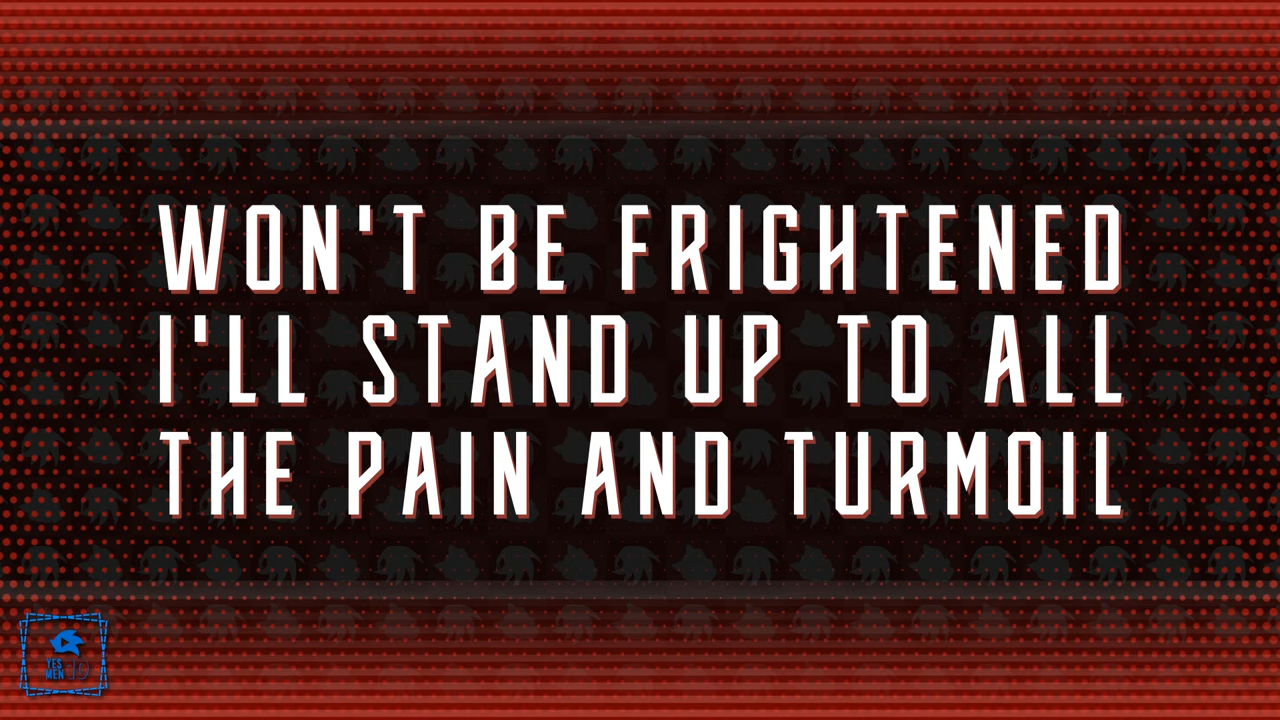 WON'T BE FRIGHTENED
I'LL STAND UP TO ALL
THE PAIN AND TURMOIL
YES
MEN